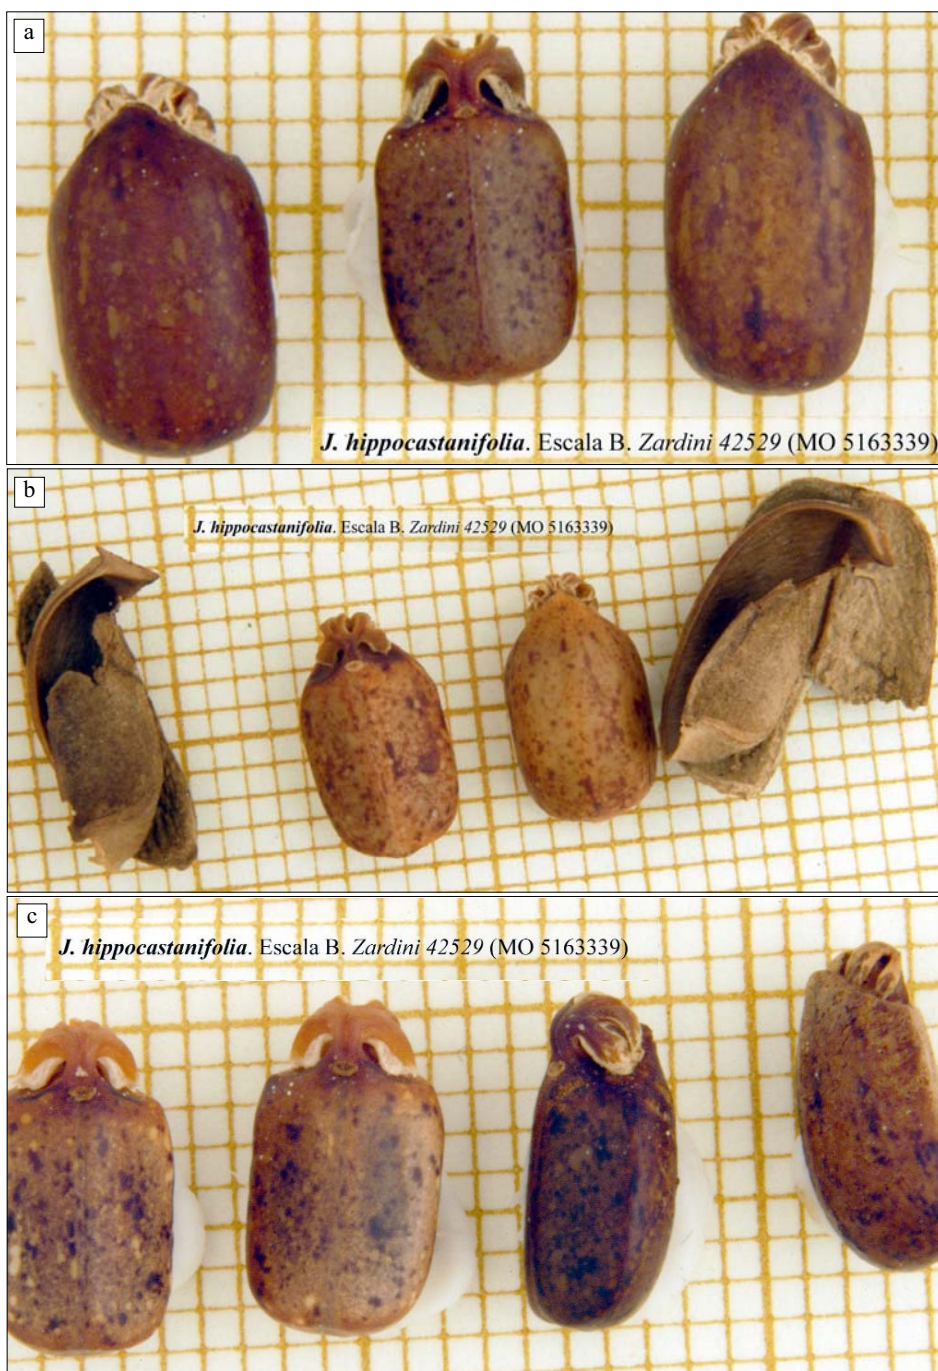 a
J. hippocastanifolia. Escala B. Zardini 42529 (MO 5163339)
b
J. hippocastanifolia. Escala B. Zardini 42529 (MO 5163339)
c
J. hippocastanifolia. Escala B. Zardini 42529 (MO 5163339)